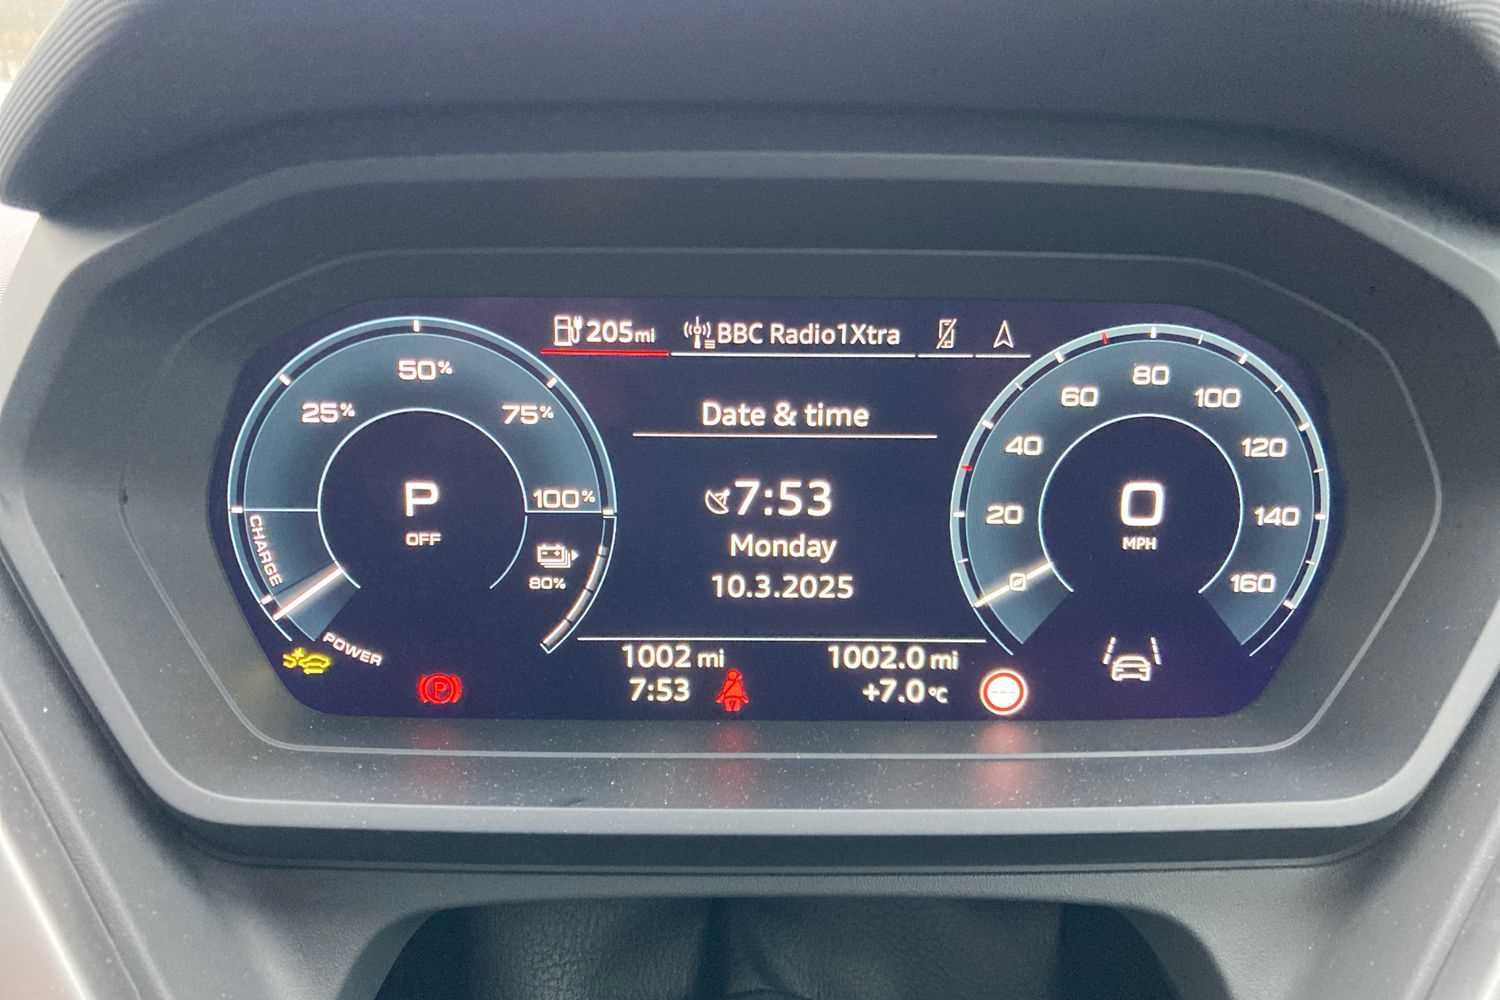 205mi
BBC Radio1Xtra
25%
50%
75%
100%
CHARGE
POWER
P
OFF
80%
Date & time
7:53
Monday
10.3.2025
1002 mi
1002.0 mi
7:53
+7.0°C
P
0
20
40
60
80
100
120
140
160
0
MPH